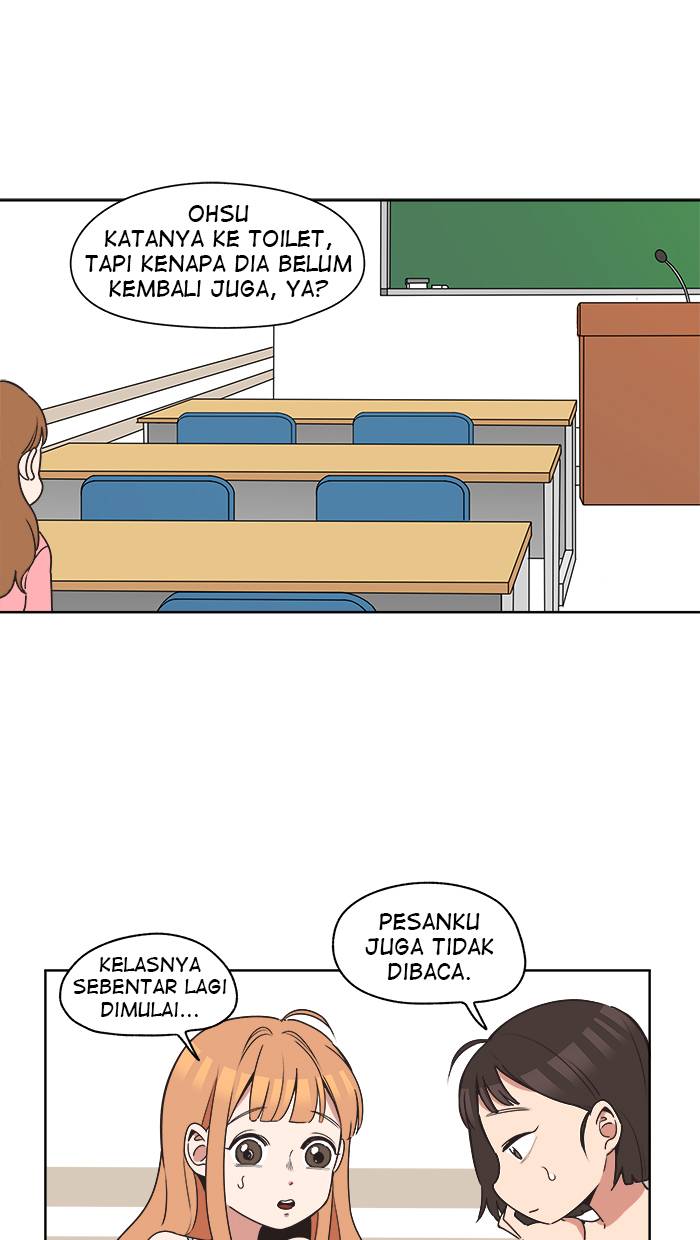 OHSU
KATANYA KE TOILET,
TAPI KENAPA DIA BELUM
KEMBALI JUGA, YA?
PESANKU
JUGA TIDAK
DIBACA.
KELASNYA
SEBENTAR LAGI
DIMULAI...